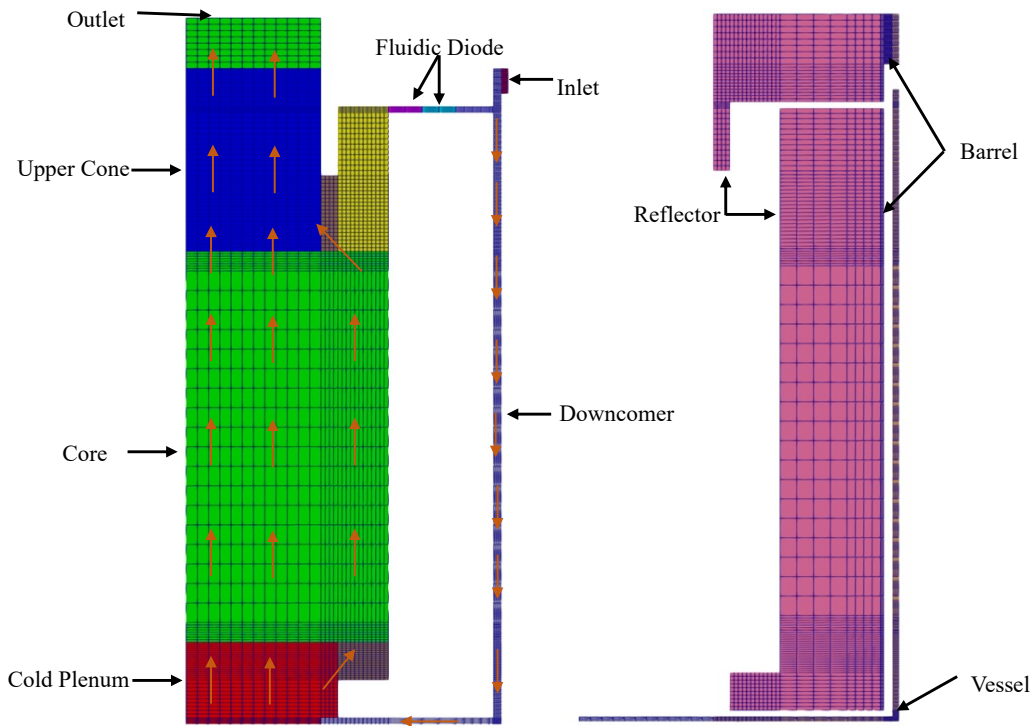 Outlet
Fluidic Diode
Inlet
Upper Cone
Barrel
Reflector
Downcomer
Core
Cold Plenum
Vessel